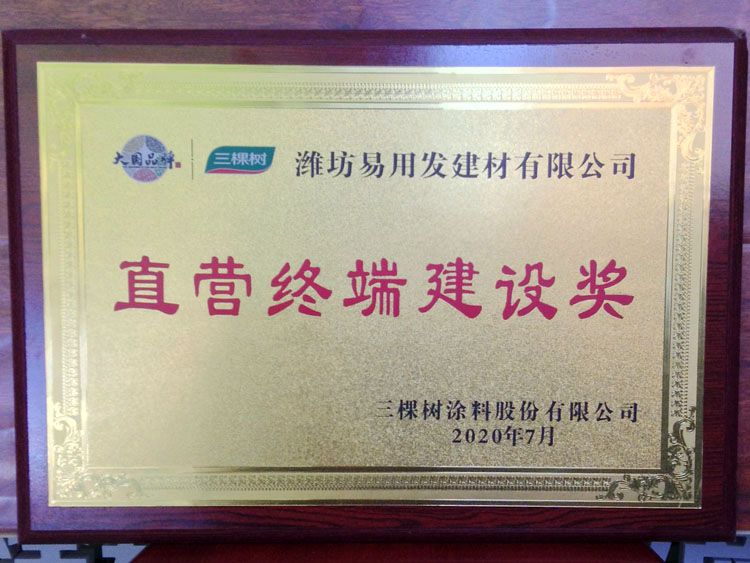 大国品牌 三棵树 潍坊易用发建材有限公司
直营终端建设奖
三棵树涂料股份有限公司
2020年7月